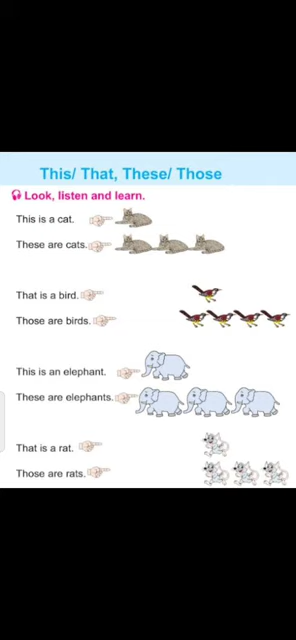 This/ That, These/ Those
Look, listen and learn.
This is a cat.
These are cats.
That is a bird.
Those are birds.
This is an elephant.
These are elephants.
That is a rat.
Those are rats.